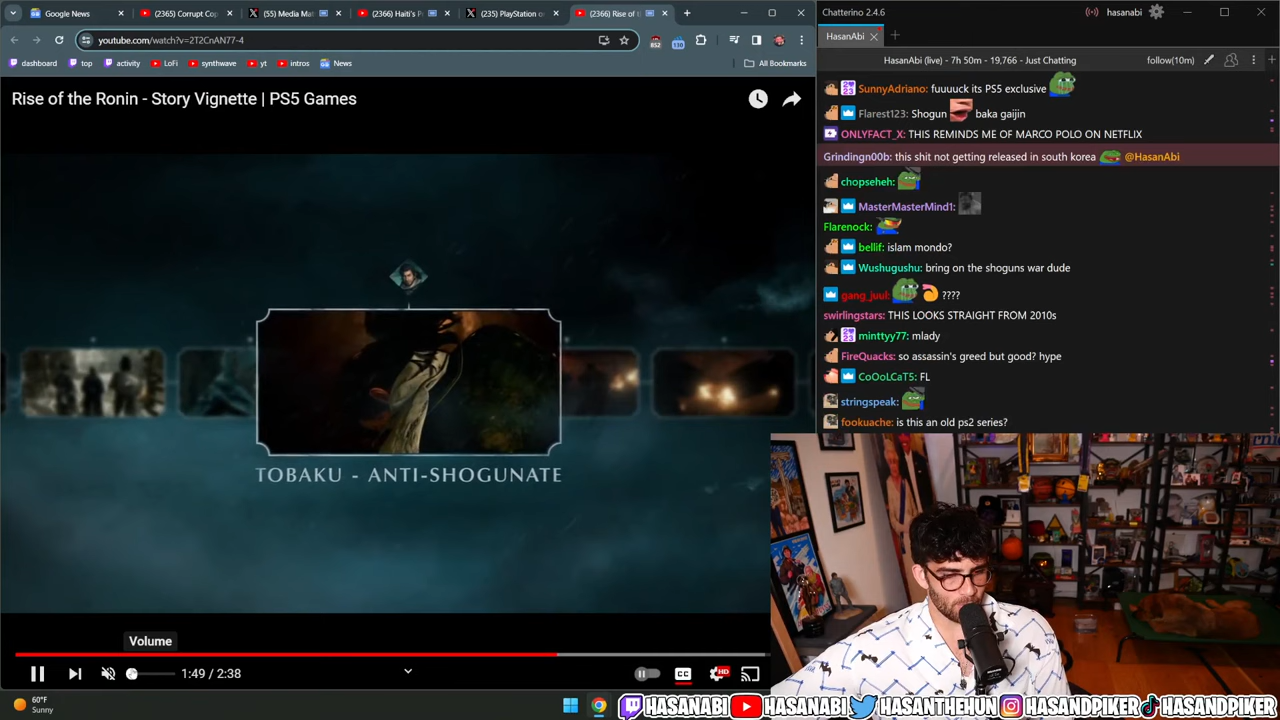 Google News
(2365) Corrupt Cop
(55) Media Mat
(2366) Haiti's P
(235) PlayStation o
(2366) Rise of t
youtube.com/watch?v=2T2CnAN77-4
852
130
dashboard
top
activity
LoFi
synthwave
yt
intros
News
All Bookmarks
Rise of the Ronin - Story Vignette | PS5 Games
TOBAKU - ANTI-SHOGUNATE
Volume
1:49 / 2:38
CC
HD
60°F
Sunny
Chatterino 2.4.6
hasanabi
HasanAbi
HasanAbi (live) - 7h 50m - 19,766 - Just Chatting
follow(10m)
SunnyAdriano: fuuuuck its PS5 exclusive
Flarest123: Shogun baka gaijin
ONLYFACT_X: THIS REMINDS ME OF MARCO POLO ON NETFLIX
Grindingn00b: this shit not getting released in south korea @HasanAbi
chopseheh:
MasterMasterMind1:
Flarenock:
bellif: islam mondo?
Wushugushu: bring on the shoguns war dude
gang_juul: ????
swirlingstars: THIS LOOKS STRAIGHT FROM 2010s
minttyy77: mlady
FireQuacks: so assassin's greed but good? hype
CoOoLCaT5: FL
stringspeak:
fookuache: is this an old ps2 series?
HASANABI
HASANABI
HASANTHEHUN
HASANDPIKER
HASANDPIKER